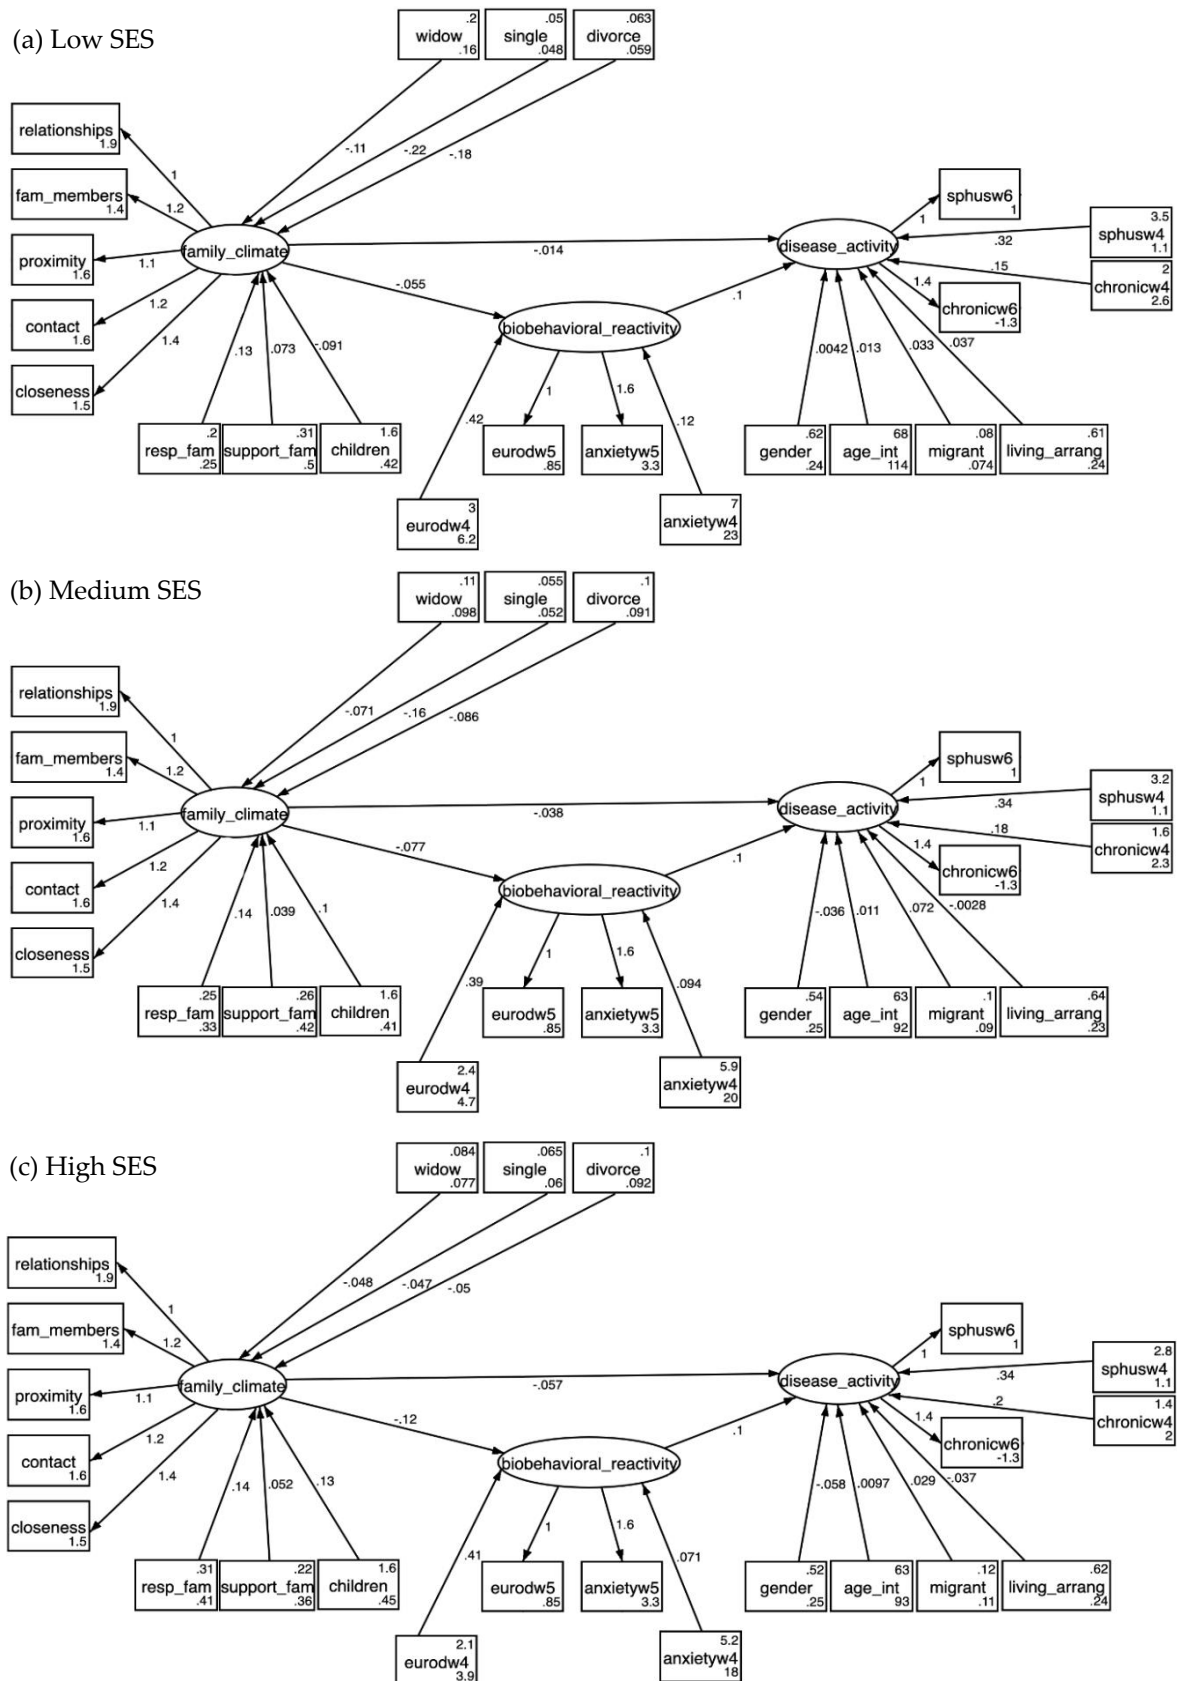 (a) Low SES
.2
widow
.16
.05
single
.048
.063
divorce
.059
-.11
-.22
-.18
relationships
1.9
fam_members
1.4
proximity
1.6
contact
1.6
closeness
1.5
1
1.2
1.1
1.2
1.4
family_climate
-.014
-.055
disease_activity
biobehavioral_reactivity
.1
sphusw6
1
1
3.5
sphusw4
1.1
.32
2
chronicw4
2.6
.15
chronicw6
-1.3
1.4
.13
.073
-.091
.2
resp_fam
.25
.31
support_fam
.5
1.6
children
.42
.42
1
1.6
.12
eurodw5
.85
anxietyw5
3.3
3
eurodw4
6.2
7
anxietyw4
23
.0042
.013
.033
.037
.62
gender
.24
68
age_int
114
.08
migrant
.074
.61
living_arrang
.24
(b) Medium SES
.11
widow
.098
.055
single
.052
.1
divorce
.091
-.071
-.16
-.086
relationships
1.9
fam_members
1.4
proximity
1.6
contact
1.6
closeness
1.5
1
1.2
1.1
1.2
1.4
family_climate
-.038
-.077
disease_activity
biobehavioral_reactivity
.1
sphusw6
1
1
3.2
sphusw4
1.1
.34
1.6
chronicw4
2.3
.18
chronicw6
-1.3
1.4
.14
.039
.1
.25
resp_fam
.33
.26
support_fam
.42
1.6
children
.41
.39
1
1.6
.094
eurodw5
.85
anxietyw5
3.3
2.4
eurodw4
4.7
5.9
anxietyw4
20
-.036
.011
.072
-.0028
.54
gender
.25
63
age_int
92
.1
migrant
.09
.64
living_arrang
.23
(c) High SES
.084
widow
.077
.065
single
.06
.1
divorce
.092
-.048
-.047
-.05
relationships
1.9
fam_members
1.4
proximity
1.6
contact
1.6
closeness
1.5
1
1.2
1.1
1.2
1.4
family_climate
-.057
-.12
disease_activity
biobehavioral_reactivity
.1
sphusw6
1
1
2.8
sphusw4
1.1
.34
1.4
chronicw4
2
.2
chronicw6
-1.3
1.4
.14
.052
.13
.31
resp_fam
.41
.22
support_fam
.36
1.6
children
.45
.41
1
1.6
.071
eurodw5
.85
anxietyw5
3.3
2.1
eurodw4
3.9
5.2
anxietyw4
18
-.058
.0097
.029
-.037
.52
gender
.25
63
age_int
93
.12
migrant
.11
.62
living_arrang
.24